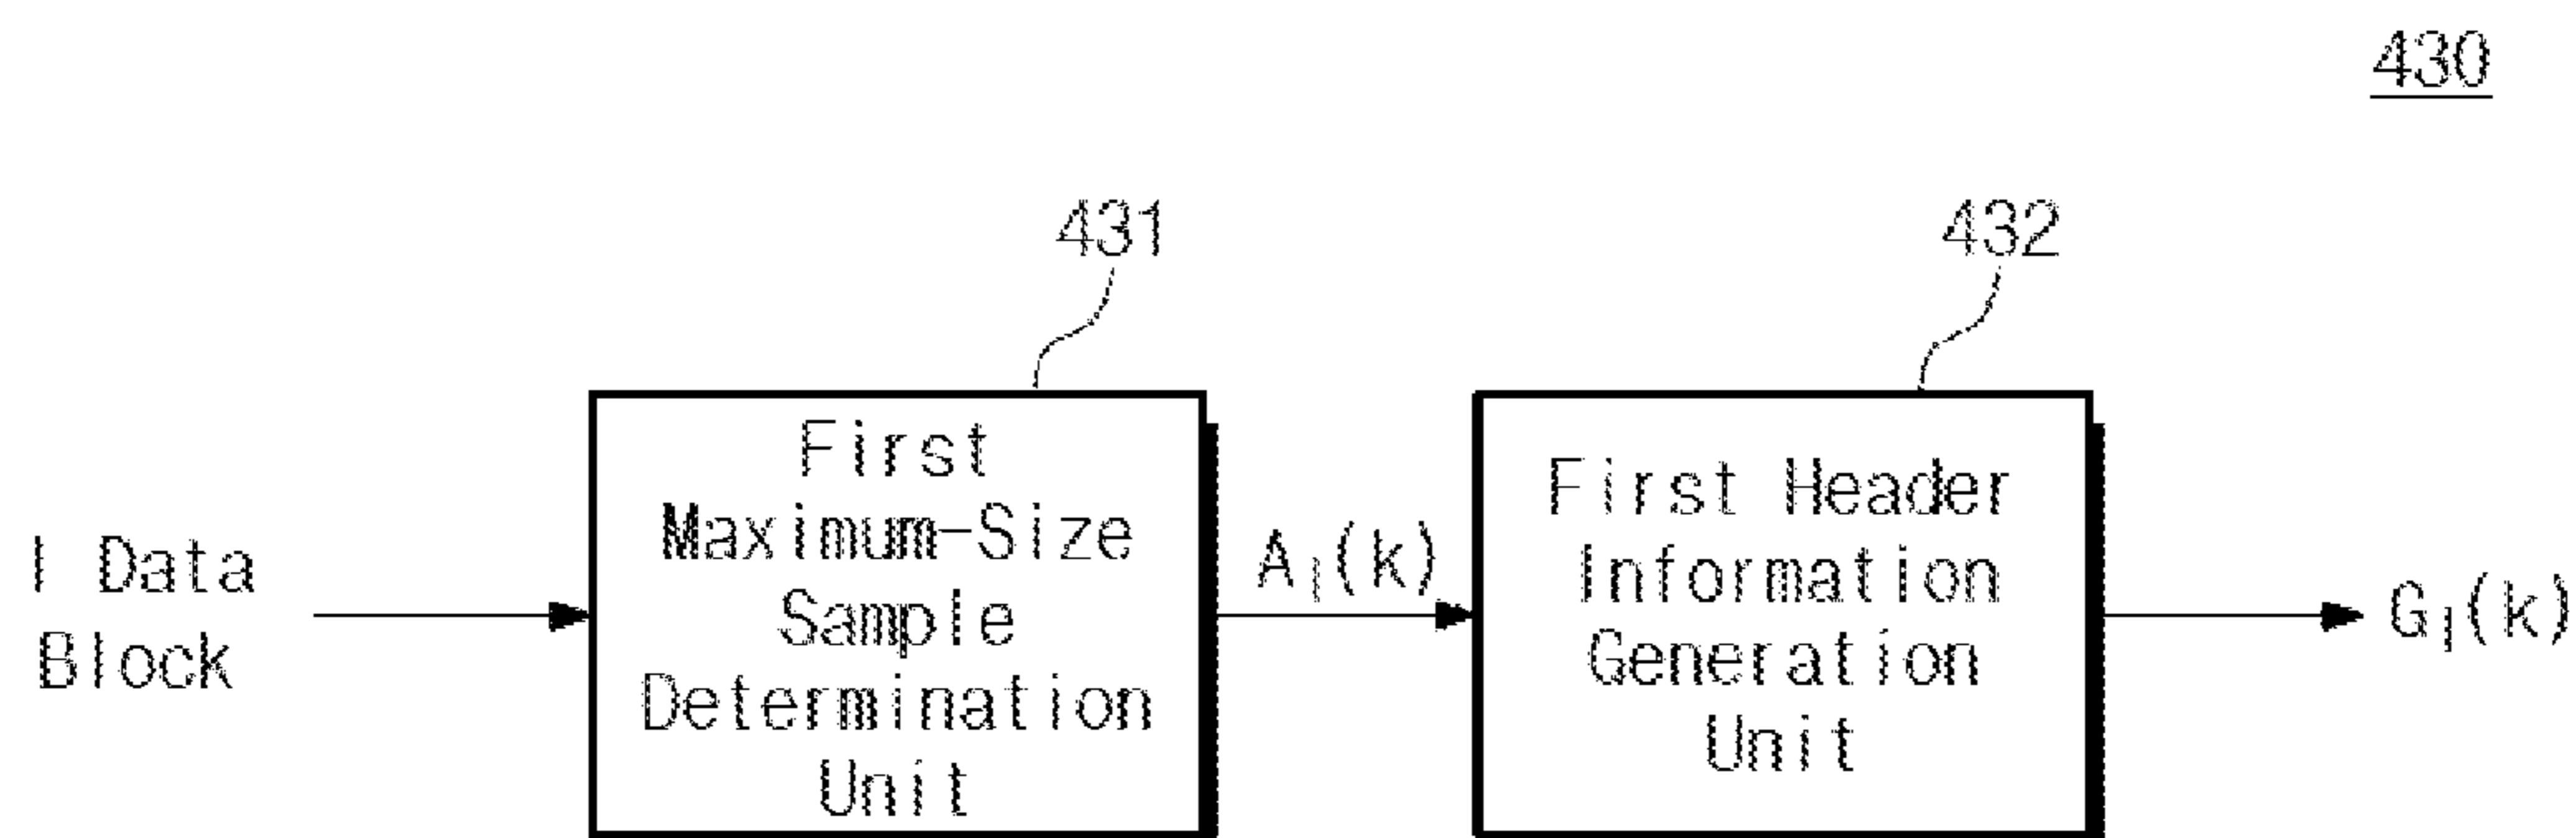 430
431
432
I Data
Block
First
Maximum-Size
Sample
Determination
Unit
A_I(k)
First Header
Information
Generation
Unit
G_I(k)